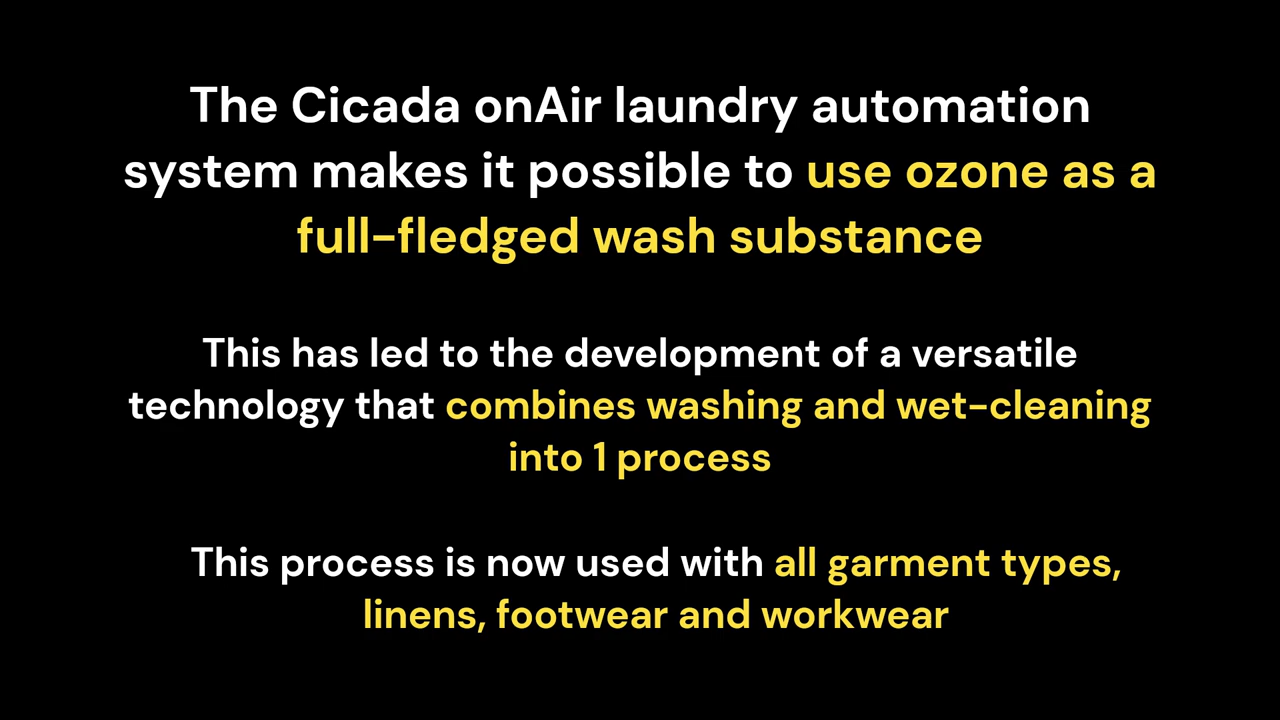 The Cicada onAir laundry automation
system makes it possible to use ozone as a
full-fledged wash substance
This has led to the development of a versatile
technology that combines washing and wet-cleaning
into 1 process
This process is now used with all garment types,
linens, footwear and workwear